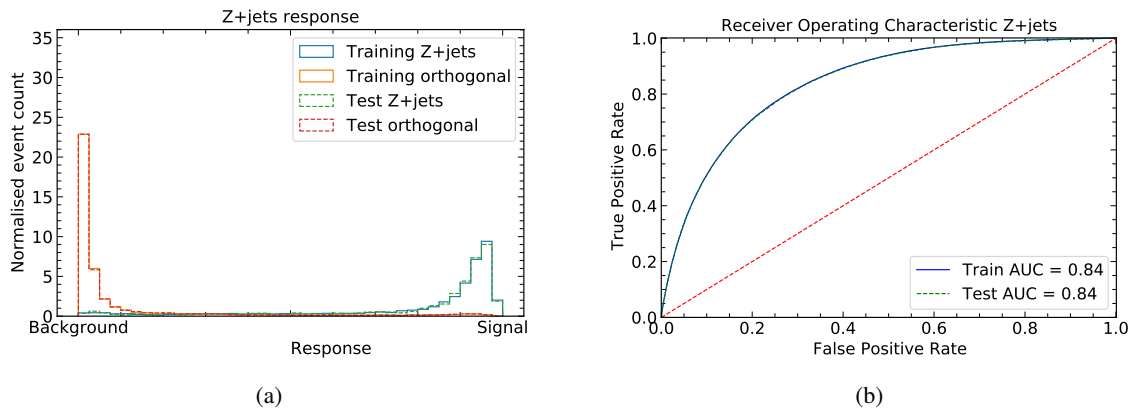 Z+jets response
Normalised event count
35
30
25
20
15
10
5
0
Training Z+jets
Training orthogonal
Test Z+jets
Test orthogonal
Background
Signal
Response
(a)
Receiver Operating Characteristic Z+jets
True Positive Rate
1.0
0.8
0.6
0.4
0.2
0.0
Train AUC = 0.84
Test AUC = 0.84
0.0 0.2 0.4 0.6 0.8 1.0
False Positive Rate
(b)